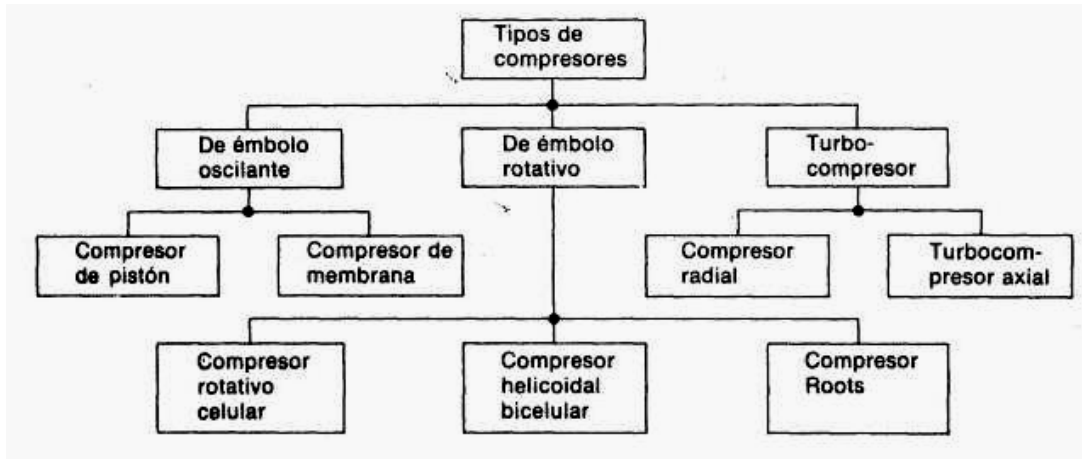 Tipos de
compresores
De émbolo
oscilante
De émbolo
rotativo
Turbo-
compresor
Compresor
de pistón
Compresor de
membrana
Compresor
radial
Turbocom-
presor axial
Compresor
rotativo
celular
Compresor
helicoidal
bicelular
Compresor
Roots